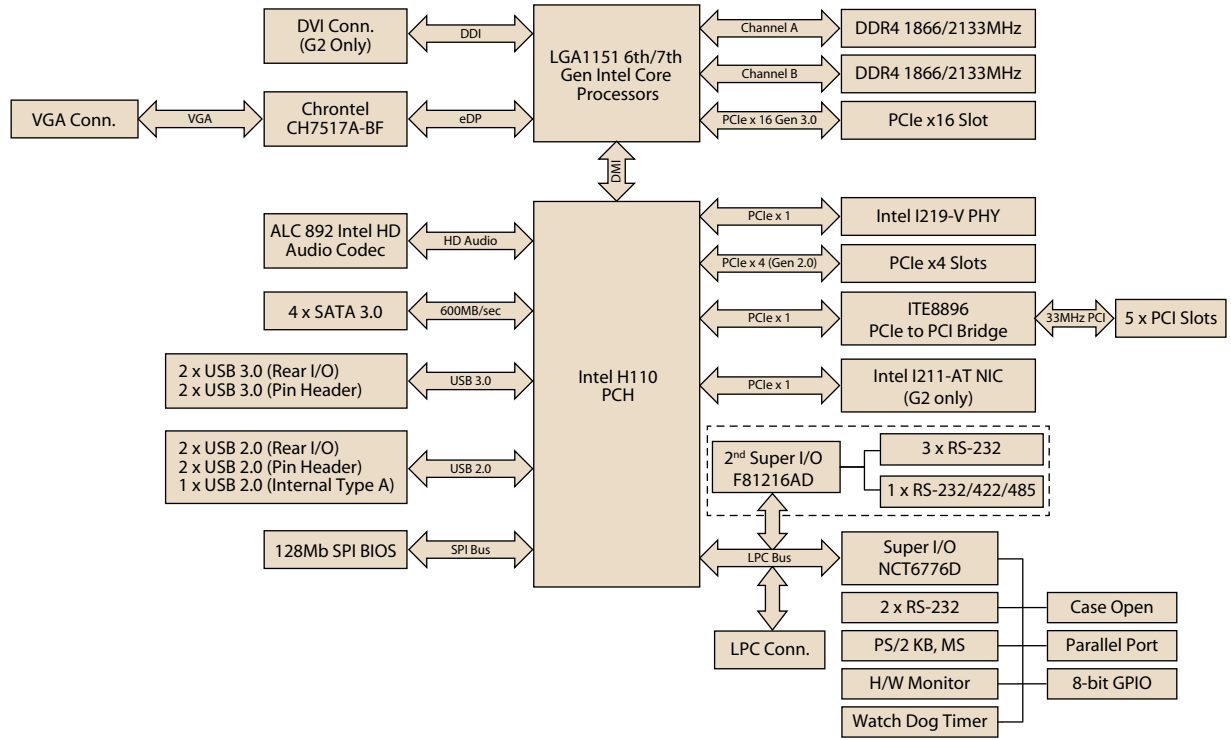 DVI Conn.
(G2 Only)
DDI
LGA1151 6th/7th
Gen Intel Core
Processors
Channel A
DDR4 1866/2133MHz
Channel B
DDR4 1866/2133MHz
VGA Conn.
VGA
Chrontel
CH7517A-BF
eDP
PCIe x 16 Gen 3.0
PCIe x16 Slot
DMI
ALC 892 Intel HD
Audio Codec
HD Audio
Intel H110
PCH
PCIe x 1
Intel I219-V PHY
PCIe x 4 (Gen 2.0)
PCIe x4 Slots
4 x SATA 3.0
600MB/sec
PCIe x 1
ITE8896
PCIe to PCI Bridge
33MHz PCI
5 x PCI Slots
2 x USB 3.0 (Rear I/O)
2 x USB 3.0 (Pin Header)
USB 3.0
PCIe x 1
Intel I211-AT NIC
(G2 only)
2 x USB 2.0 (Rear I/O)
2 x USB 2.0 (Pin Header)
1 x USB 2.0 (Internal Type A)
USB 2.0
2nd Super I/O
F81216AD
3 x RS-232
1 x RS-232/422/485
128Mb SPI BIOS
SPI Bus
LPC Bus
Super I/O
NCT6776D
2 x RS-232
Case Open
LPC Conn.
PS/2 KB, MS
Parallel Port
H/W Monitor
8-bit GPIO
Watch Dog Timer